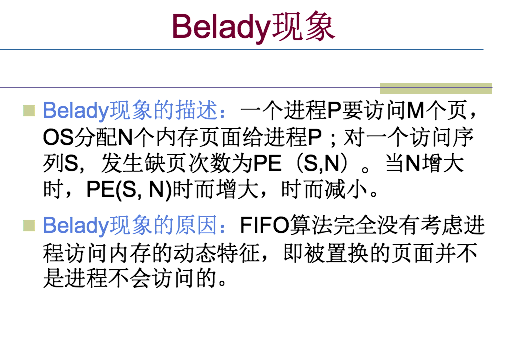 Belady现象
Belady现象的描述：一个进程P要访问M个页，
OS分配N个内存页面给进程P；对一个访问序
列S，发生缺页次数为PE（S,N）。当N增大
时，PE(S, N)时而增大，时而减小。
Belady现象的原因：FIFO算法完全没有考虑进
程访问内存的动态特征，即被置换的页面并不
是进程不会访问的。